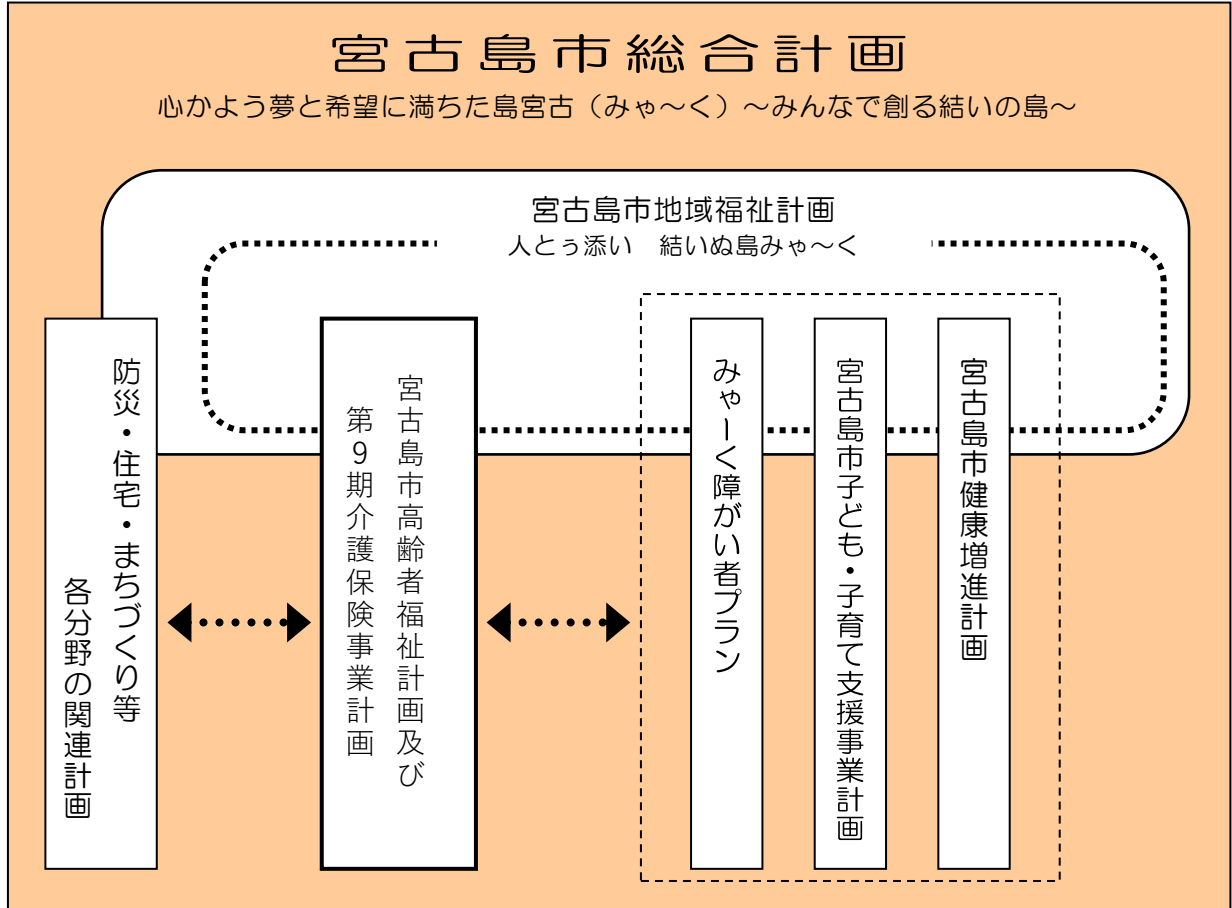 宮古島市総合計画
心かよう夢と希望に満ちた島宮古（みゃ～く）～みんなで創る結いの島～
宮古島市地域福祉計画
人とぅ添い　結いぬ島みゃ～く
防災・住宅・まちづくり等
各分野の関連計画
宮古島市高齢者福祉計画及び
第9期介護保険事業計画
みゃーく障がい者プラン
宮古島市子ども・子育て支援事業計画
宮古島市健康増進計画